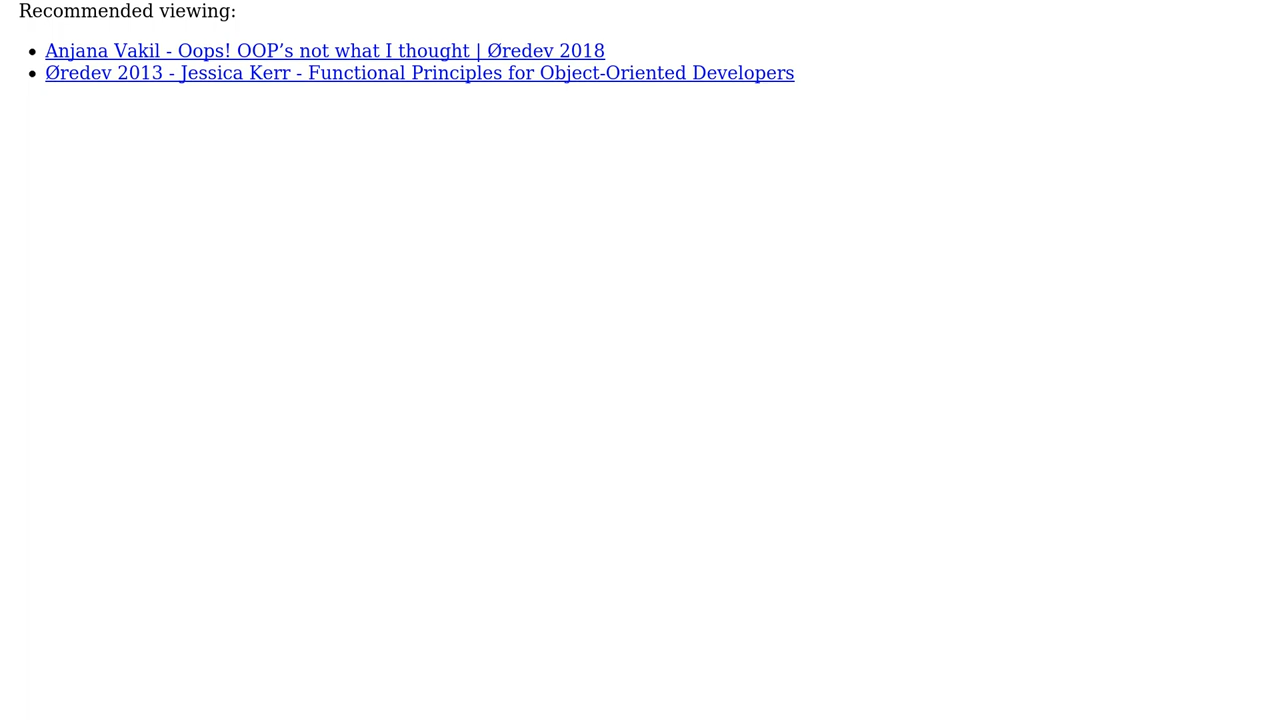 Recommended viewing:
• Anjana Vakil - Oops! OOP’s not what I thought | Øredev 2018
• Øredev 2013 - Jessica Kerr - Functional Principles for Object-Oriented Developers